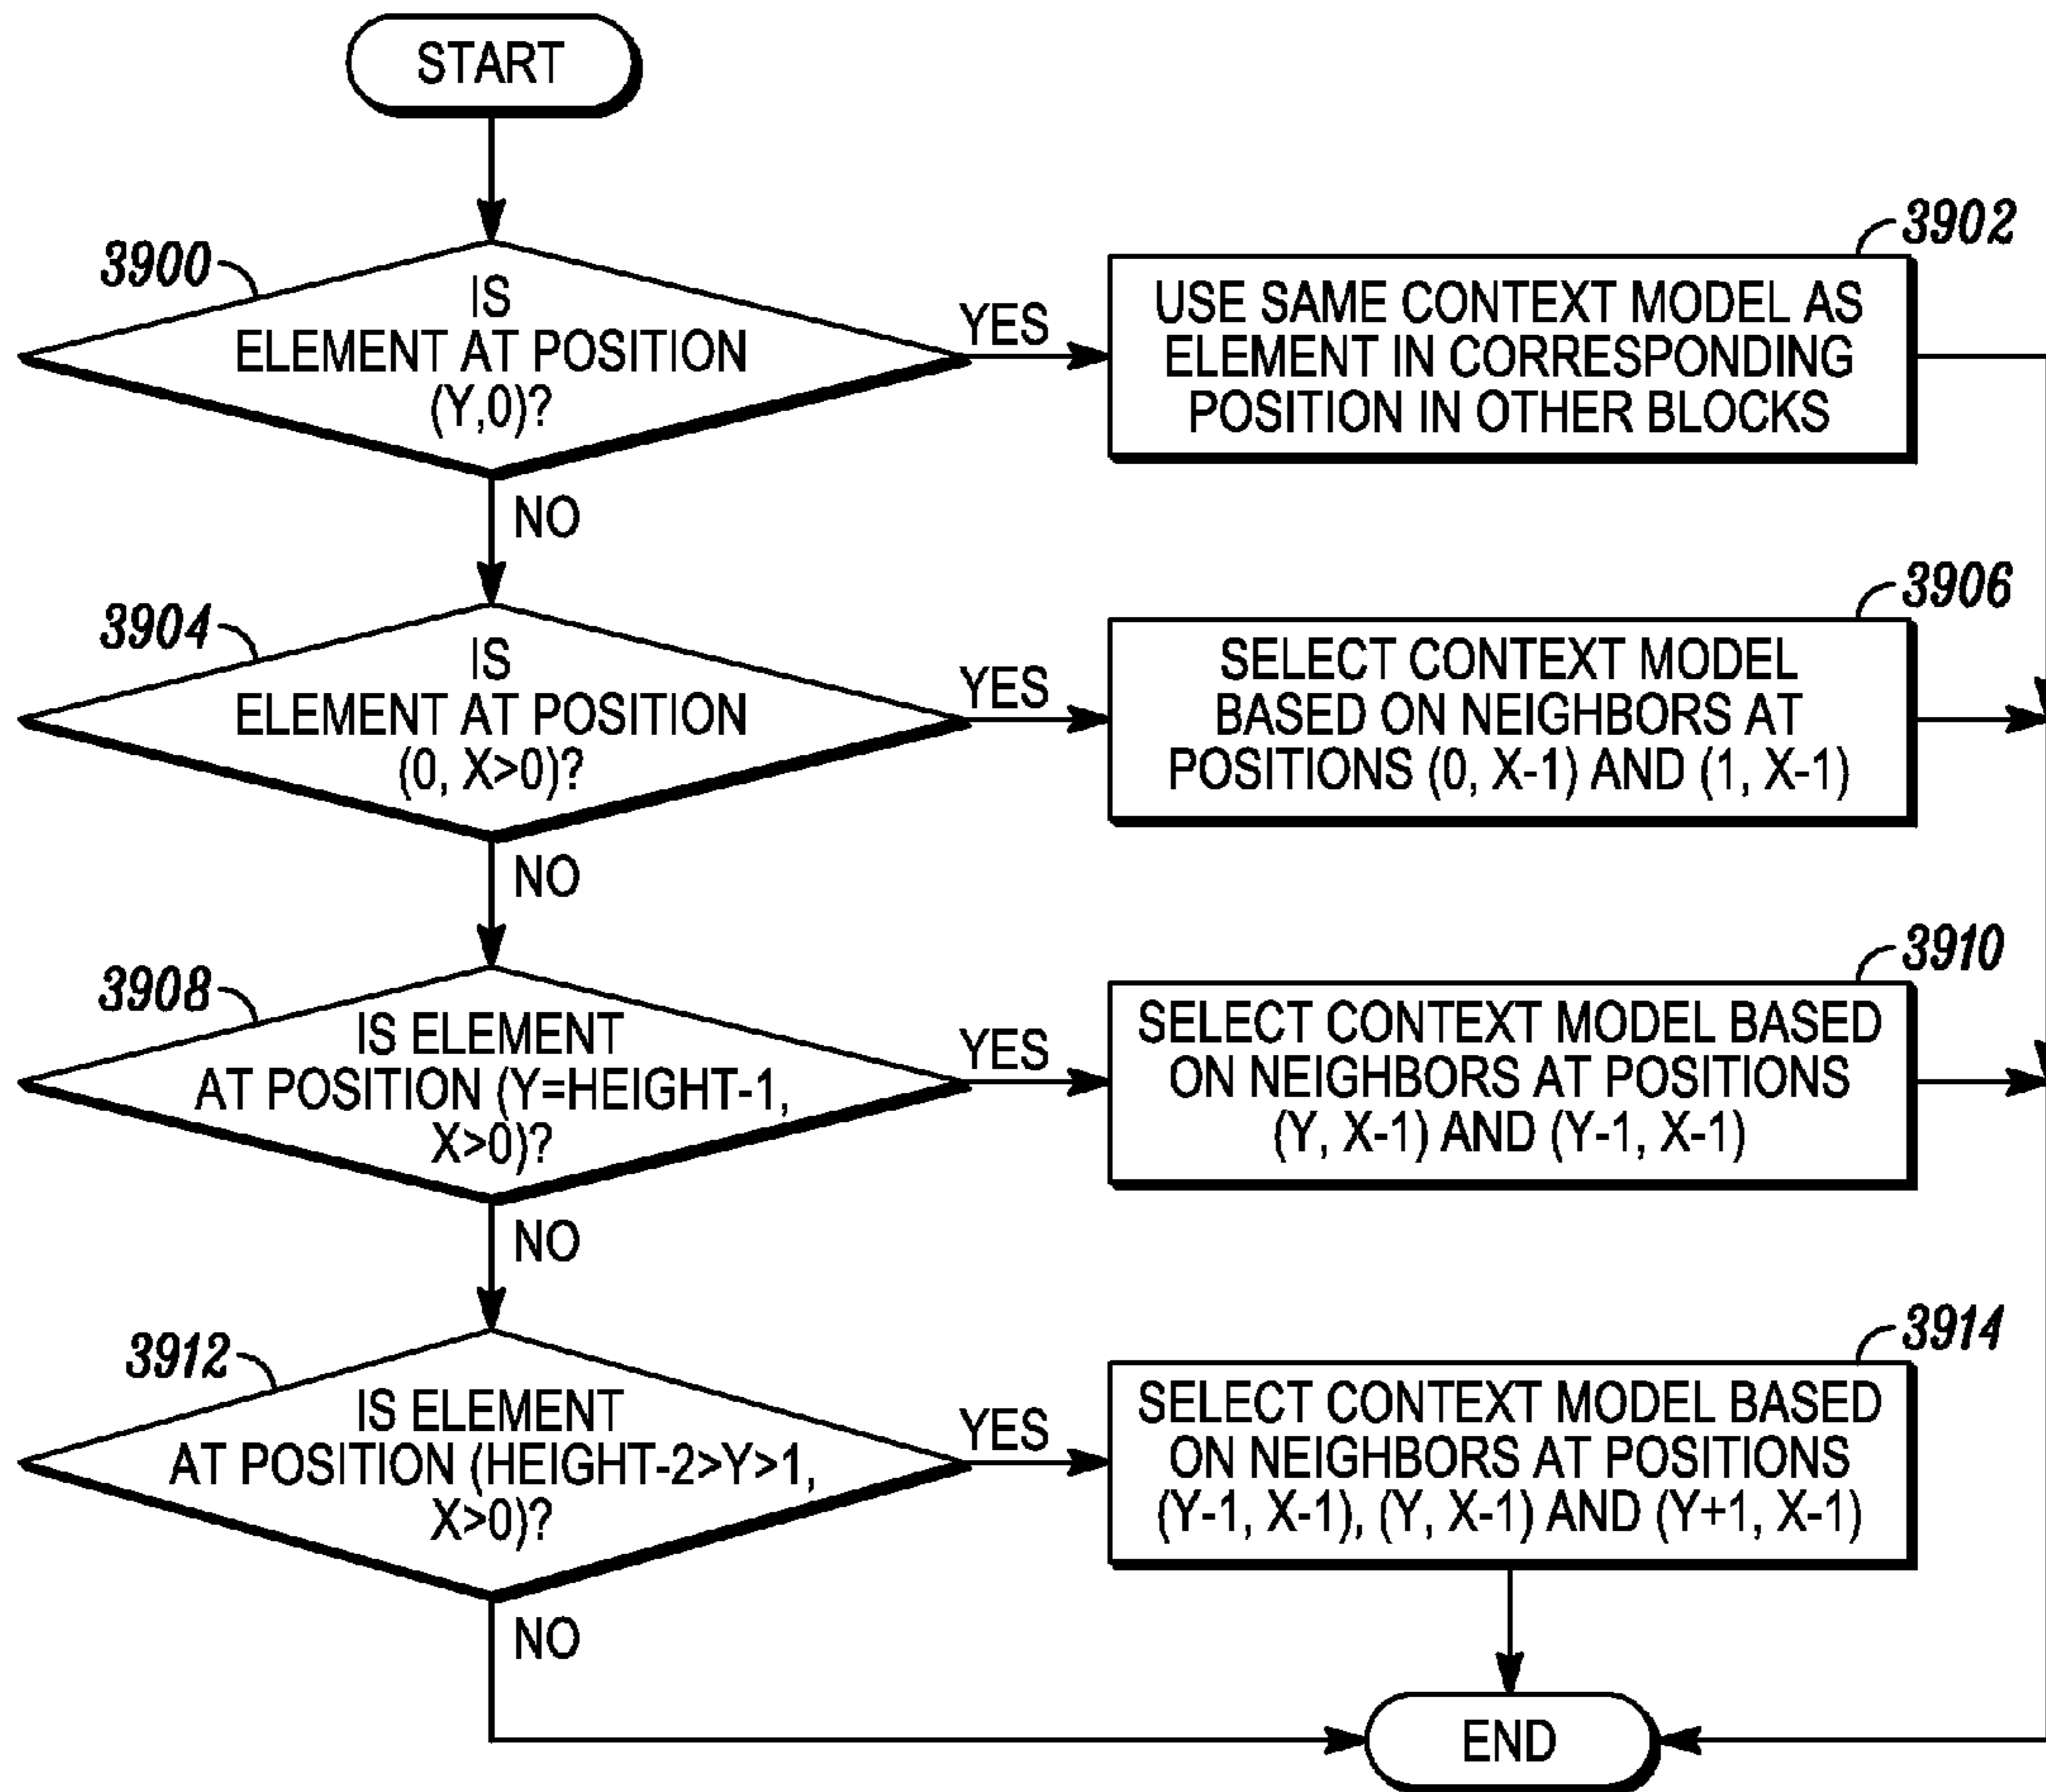 START
3900
IS
ELEMENT AT POSITION
(Y,0)?
YES
3902
USE SAME CONTEXT MODEL AS
ELEMENT IN CORRESPONDING
POSITION IN OTHER BLOCKS
NO
3904
IS
ELEMENT AT POSITION
(0, X>0)?
YES
3906
SELECT CONTEXT MODEL
BASED ON NEIGHBORS AT
POSITIONS (0, X-1) AND (1, X-1)
NO
3908
IS ELEMENT
AT POSITION (Y=HEIGHT-1,
X>0)?
YES
3910
SELECT CONTEXT MODEL BASED
ON NEIGHBORS AT POSITIONS
(Y, X-1) AND (Y-1, X-1)
NO
3912
IS ELEMENT
AT POSITION (HEIGHT-2>Y>1,
X>0)?
YES
3914
SELECT CONTEXT MODEL BASED
ON NEIGHBORS AT POSITIONS
(Y-1, X-1), (Y, X-1) AND (Y+1, X-1)
NO
END